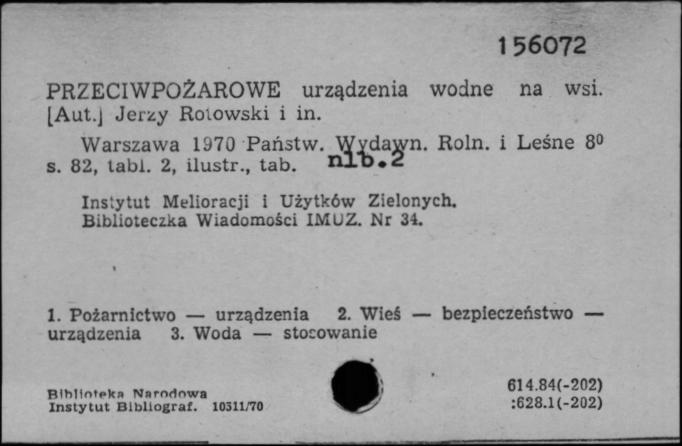 156072
PRZECIWPOŻAROWE urządzenia wodne na wsi.
[Aut.] Jerzy Rotowski i in.
Warszawa 1970 Państw. Wydawn. Roln. i Leśne 8⁰
s. 82, tabl. 2, ilustr., tab. nlb.2
Instytut Melioracji i Użytków Zielonych.
Biblioteczka Wiadomości IMUZ. Nr 34.
1. Pożarnictwo — urządzenia 2. Wieś — bezpieczeństwo —
urządzenia 3. Woda — stosowanie
Biblioteka Narodowa
Instytut Bibliograf. 10311/70
614.84(-202)
:628.1(-202)